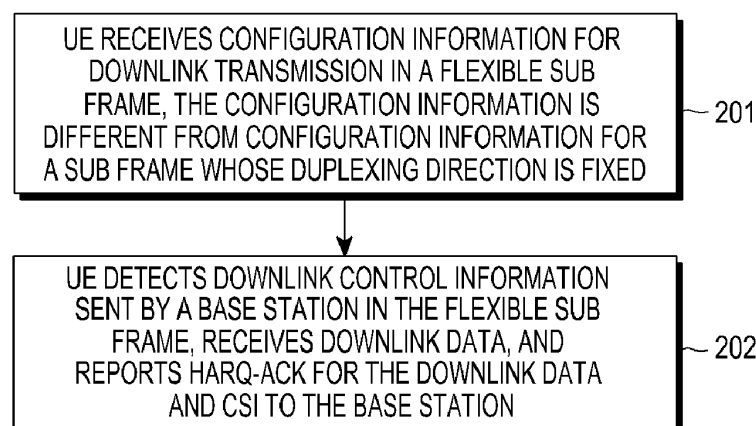 UE RECEIVES CONFIGURATION INFORMATION FOR
DOWNLINK TRANSMISSION IN A FLEXIBLE SUB
FRAME, THE CONFIGURATION INFORMATION IS
DIFFERENT FROM CONFIGURATION INFORMATION FOR
A SUB FRAME WHOSE DUPLEXING DIRECTION IS FIXED
201
UE DETECTS DOWNLINK CONTROL INFORMATION
SENT BY A BASE STATION IN THE FLEXIBLE SUB
FRAME, RECEIVES DOWNLINK DATA, AND
REPORTS HARQ-ACK FOR THE DOWNLINK DATA
AND CSI TO THE BASE STATION
202